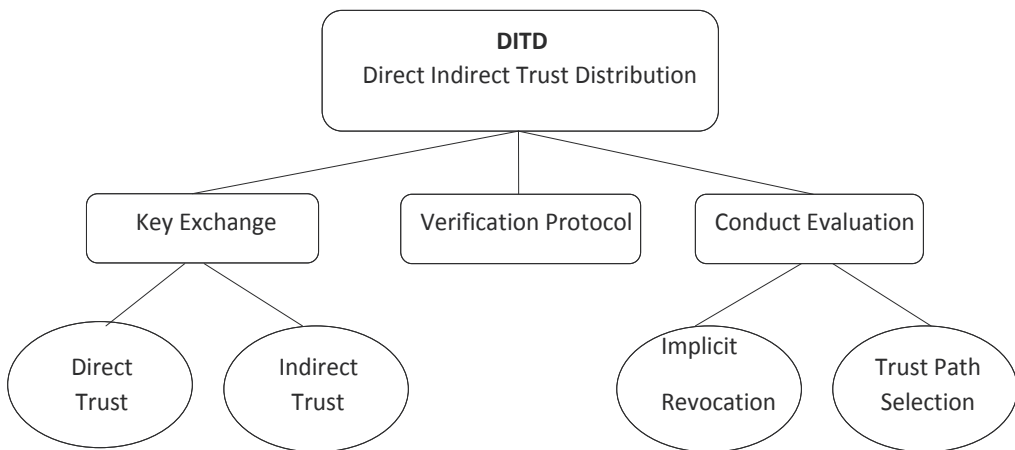 DITD
Direct Indirect Trust Distribution
Key Exchange
Verification Protocol
Conduct Evaluation
Direct
Trust
Indirect
Trust
Implicit
Revocation
Trust Path
Selection